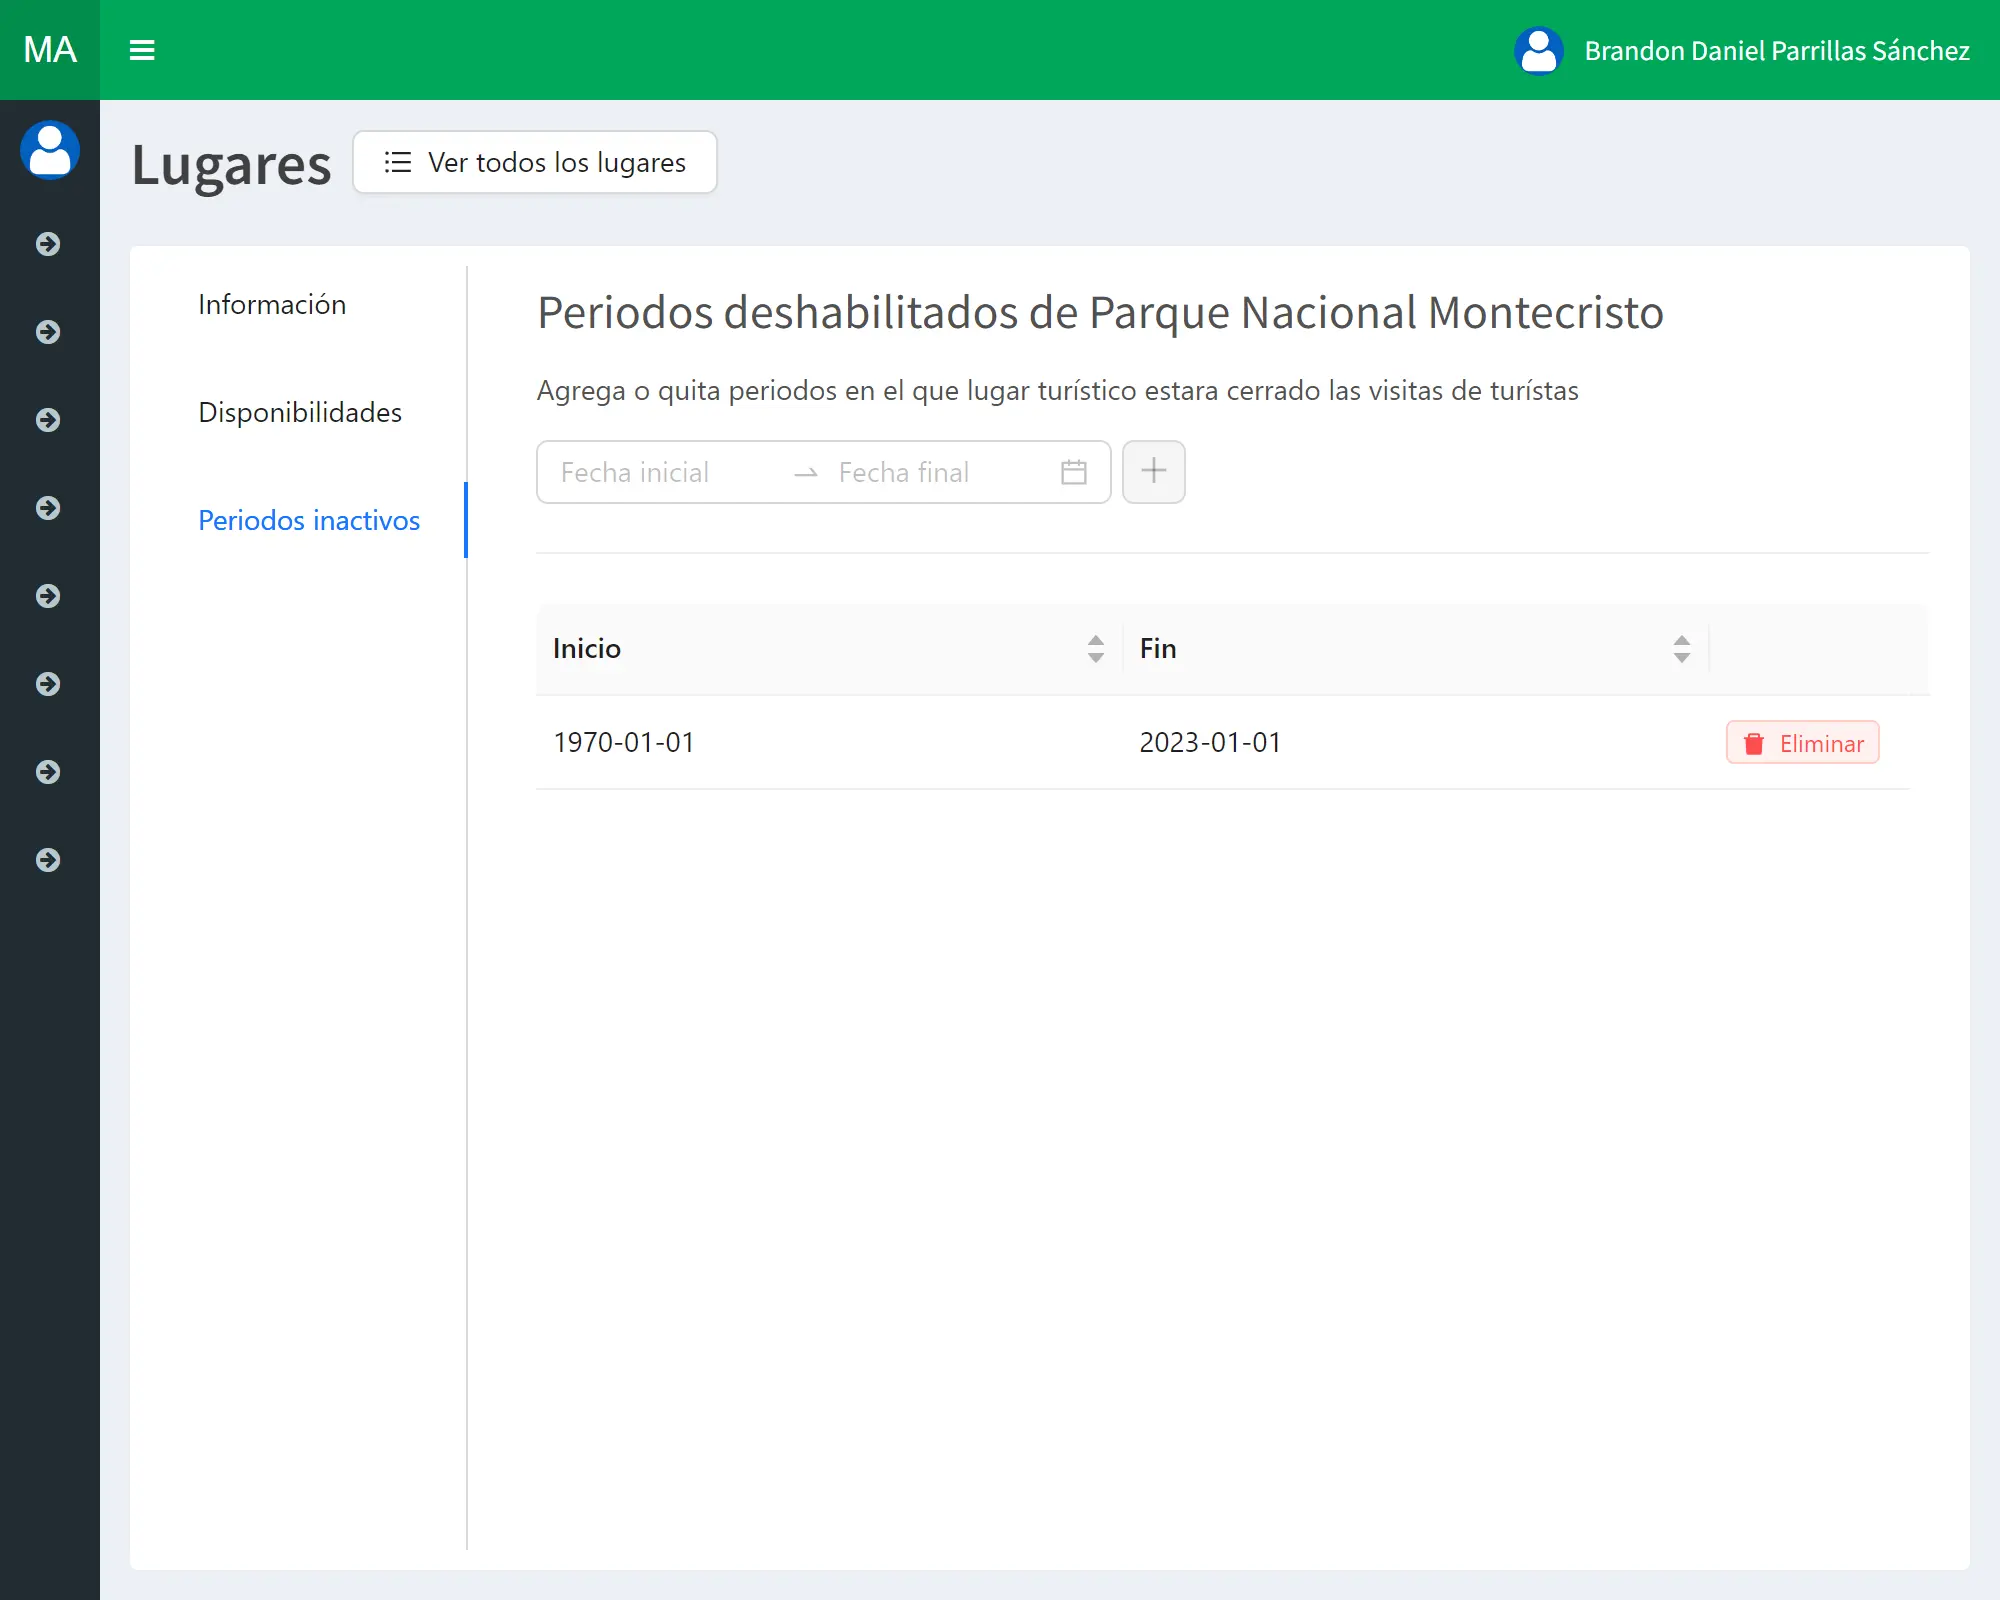 MA
Brandon Daniel Parrillas Sánchez
Lugares
Ver todos los lugares
Información
Disponibilidades
Periodos inactivos
Periodos deshabilitados de Parque Nacional Montecristo
Agrega o quita periodos en el que lugar turístico estara cerrado las visitas de turístas
Fecha inicial → Fecha final
Inicio Fin
1970-01-01 2023-01-01 Eliminar